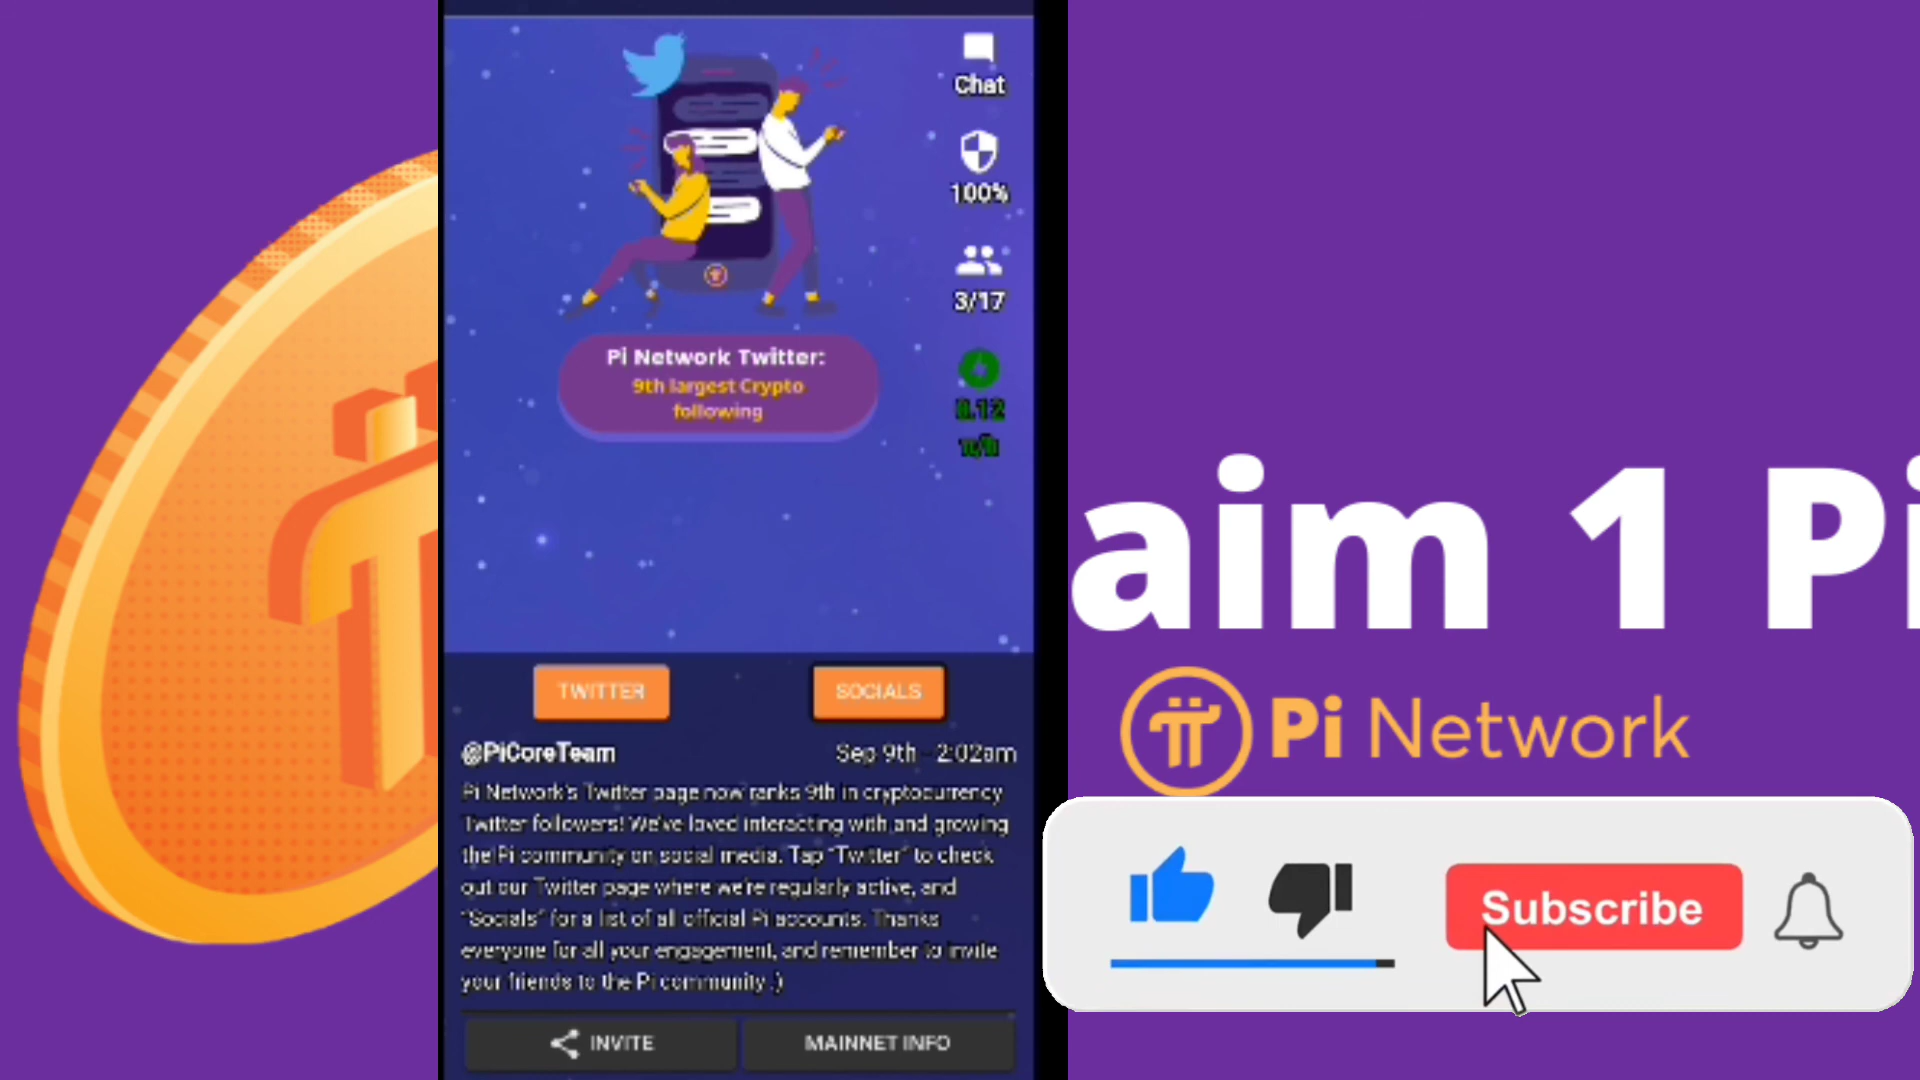 Chat
100%
3/17
0.12
π/h
Pi Network Twitter:
9th largest Crypto
following
TWITTER
SOCIALS
@PiCoreTeam
Sep 9th - 2:02am
Pi Network's Twitter page now ranks 9th in cryptocurrency
Twitter followers! We've loved interacting with and growing
the Pi community on social media. Tap "Twitter" to check
out our Twitter page where we're regularly active, and
"Socials" for a list of all official Pi accounts. Thanks
everyone for all your engagement, and remember to invite
your friends to the Pi community :)
INVITE
MAINNET INFO
aim 1 Pi
Pi Network
Subscribe